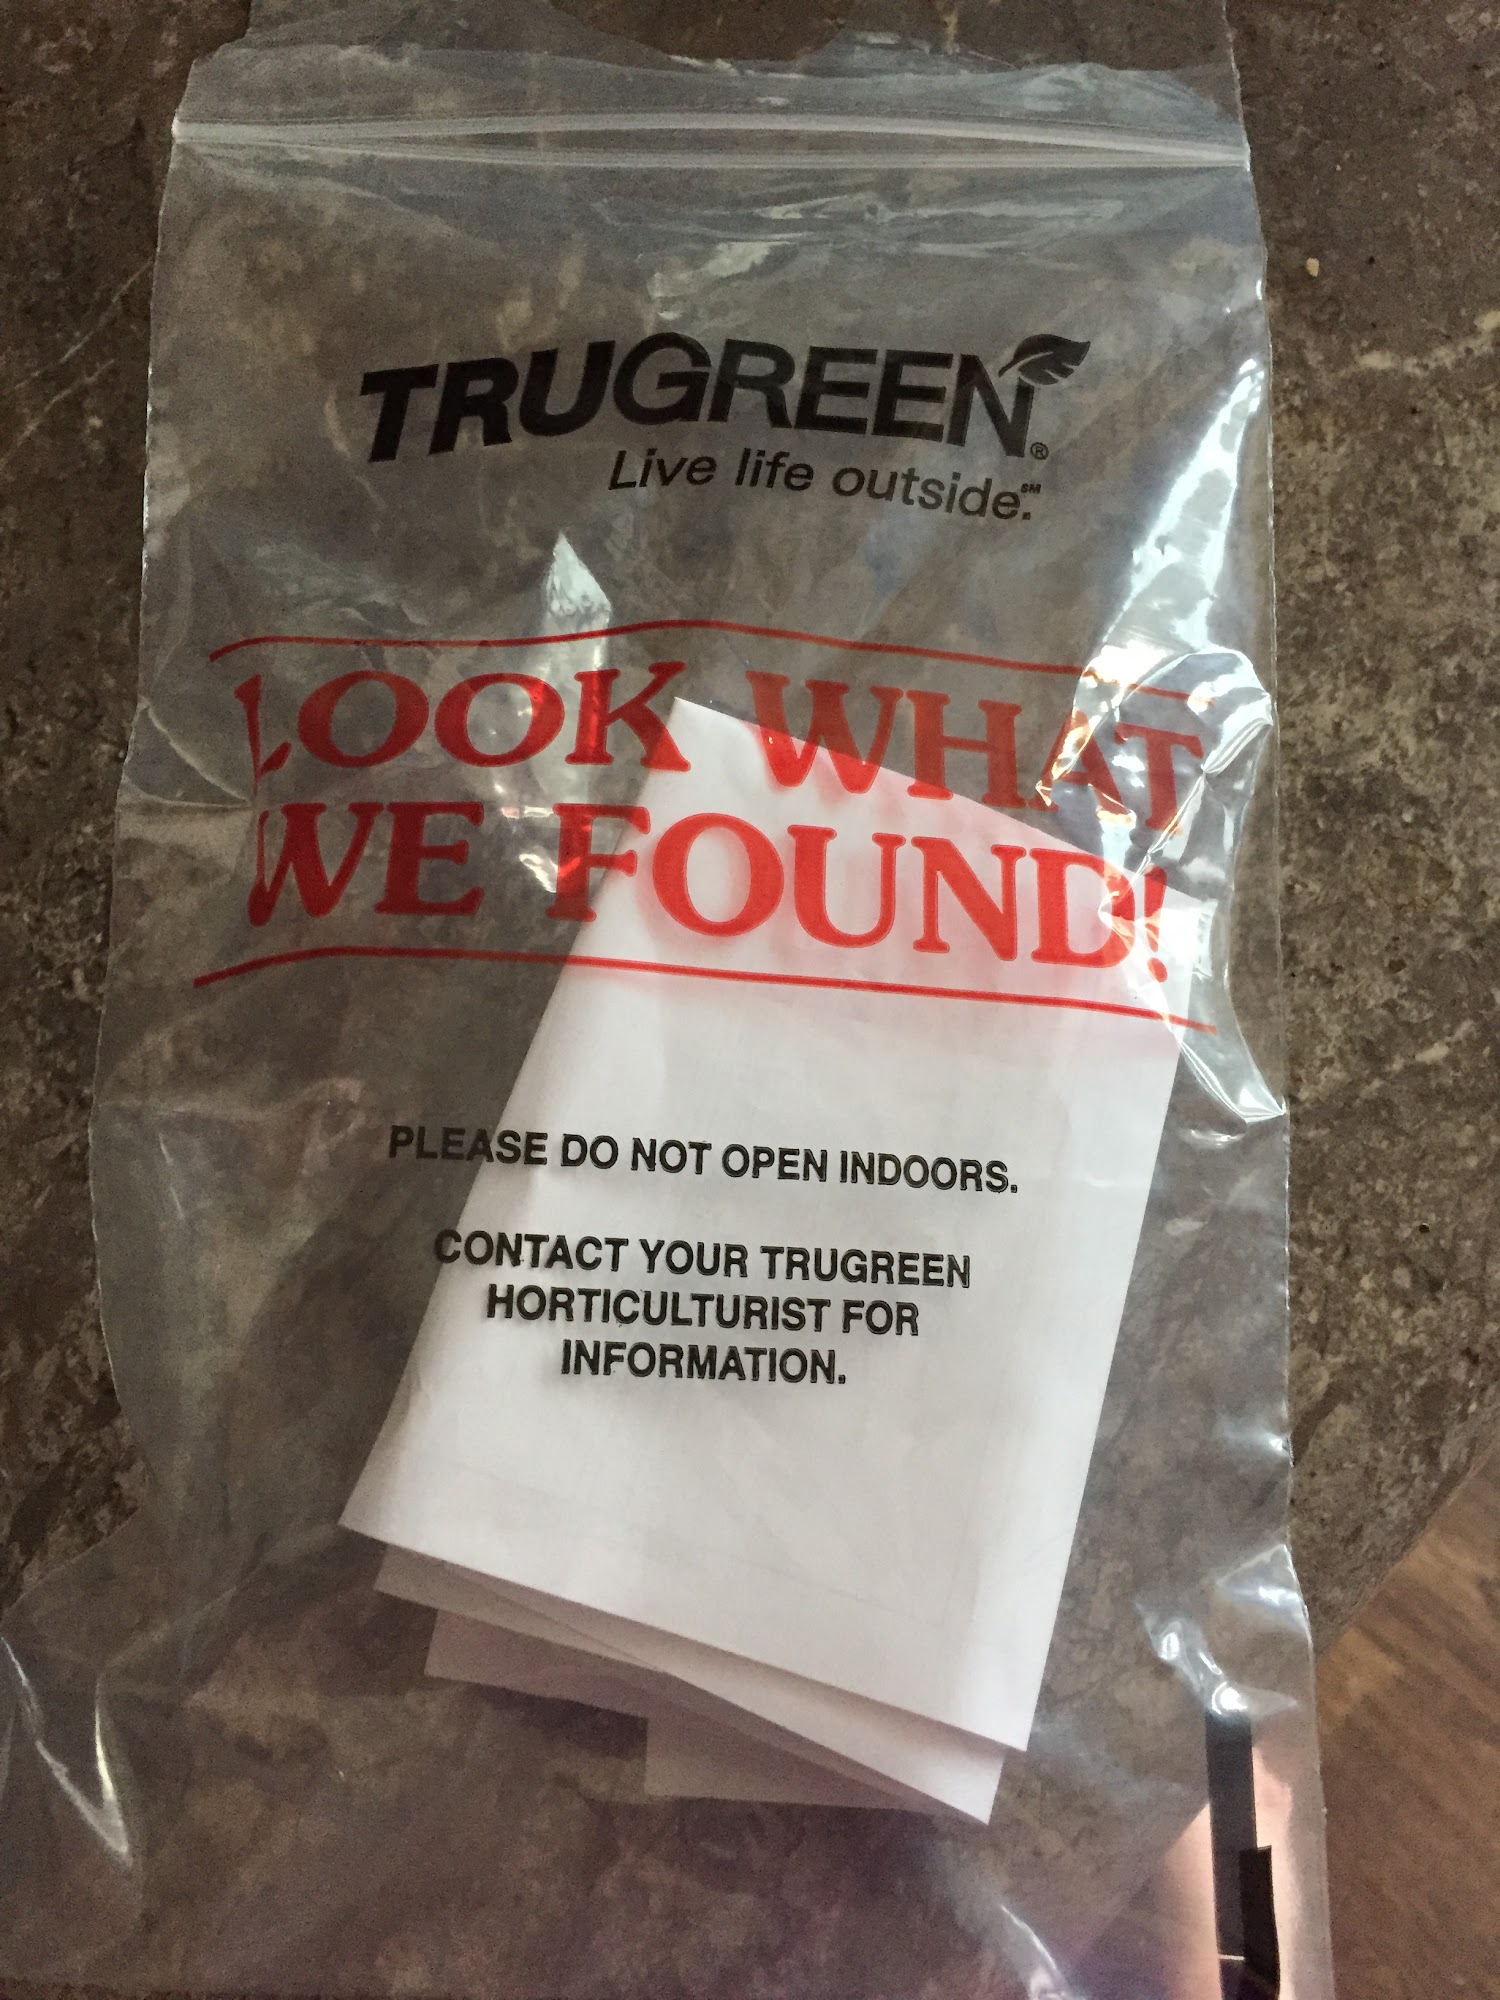 TRUGREEN®
Live life outside.℠
LOOK WHAT
WE FOUND!
PLEASE DO NOT OPEN INDOORS.
CONTACT YOUR TRUGREEN
HORTICULTURIST FOR
INFORMATION.